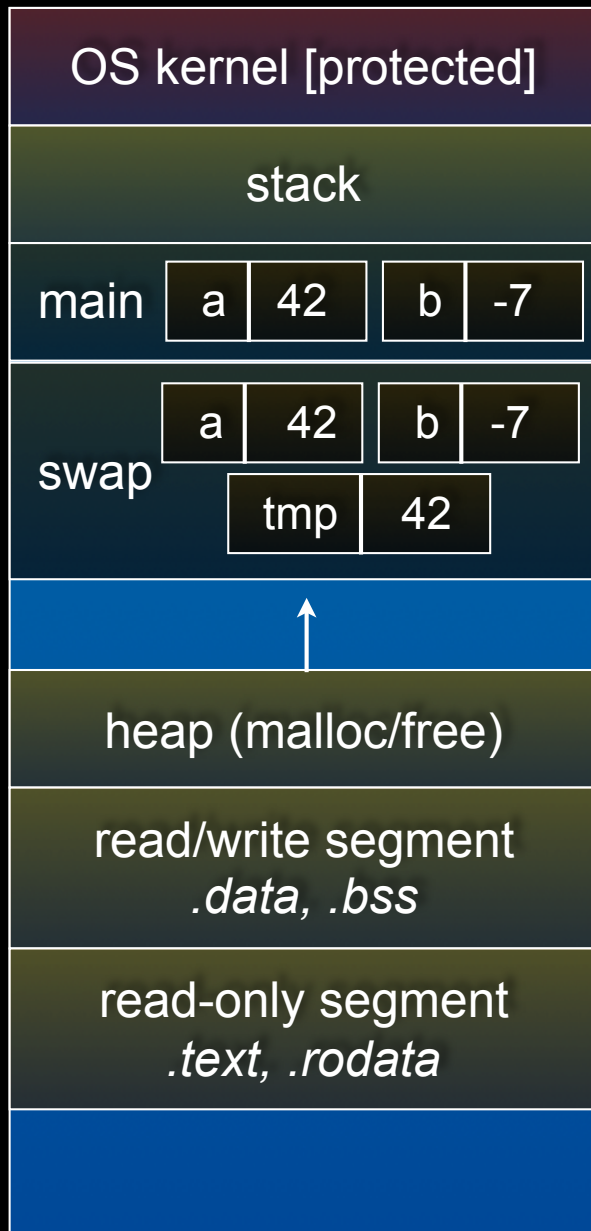 OS kernel [protected]
stack
main a 42 b -7
a 42 b -7
swap
tmp 42
heap (malloc/free)
read/write segment
.data, .bss
read-only segment
.text, .rodata